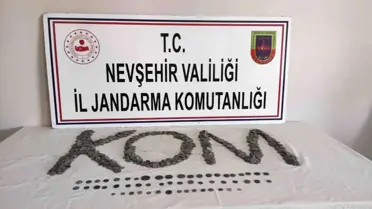 T.C.
NEVŞEHİR VALİLİĞİ
İL JANDARMA KOMUTANLIĞI
KOM